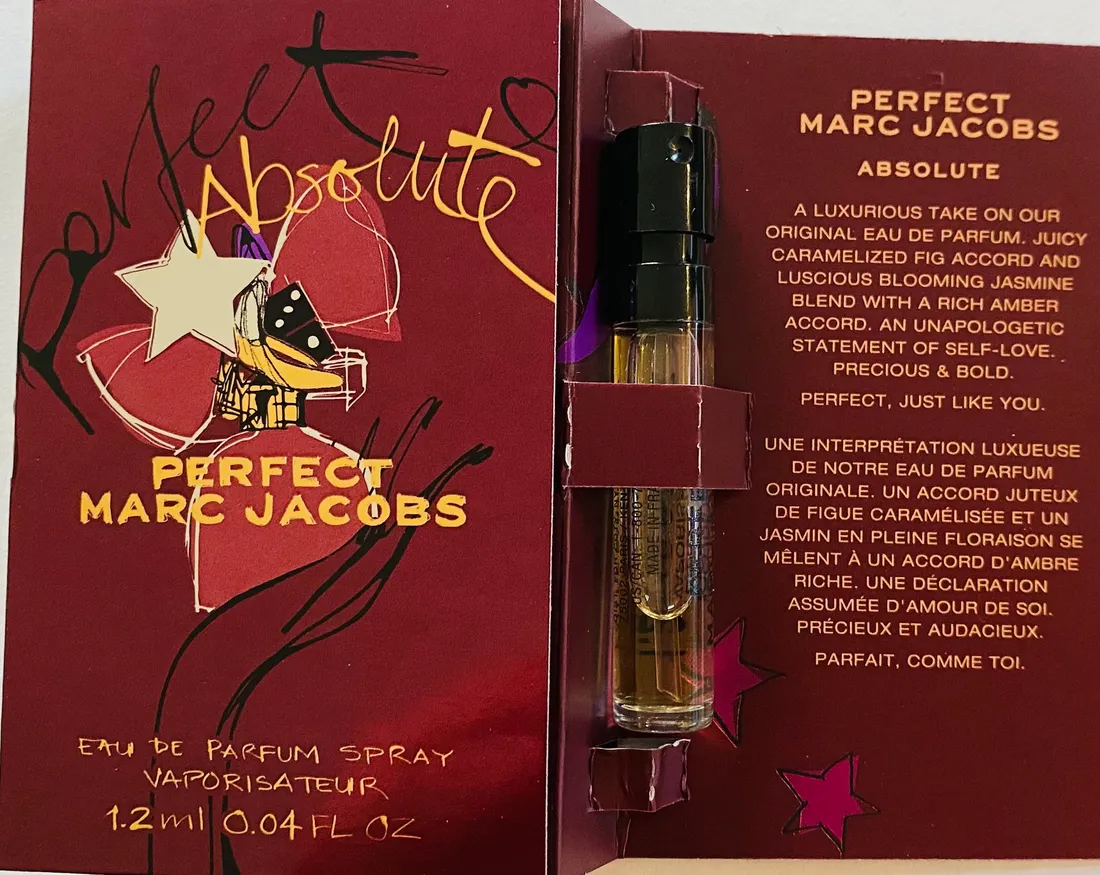 Perfect
Absolute
PERFECT
MARC JACOBS
EAU DE PARFUM SPRAY
VAPORISATEUR
1.2 ml 0.04 FL OZ
MADE IN
PERFECT
MARC JACOBS
ABSOLUTE
A LUXURIOUS TAKE ON OUR
ORIGINAL EAU DE PARFUM. JUICY
CARAMELIZED FIG ACCORD AND
LUSCIOUS BLOOMING JASMINE
BLEND WITH A RICH AMBER
ACCORD. AN UNAPOLOGETIC
STATEMENT OF SELF-LOVE.
PRECIOUS & BOLD.
PERFECT, JUST LIKE YOU.
UNE INTERPRÉTATION LUXUEUSE
DE NOTRE EAU DE PARFUM
ORIGINALE. UN ACCORD JUTEUX
DE FIGUE CARAMÉLISÉE ET UN
JASMIN EN PLEINE FLORAISON SE
MÊLENT À UN ACCORD D'AMBRE
RICHE. UNE DÉCLARATION
ASSUMÉE D'AMOUR DE SOI.
PRÉCIEUX ET AUDACIEUX.
PARFAIT, COMME TOI.